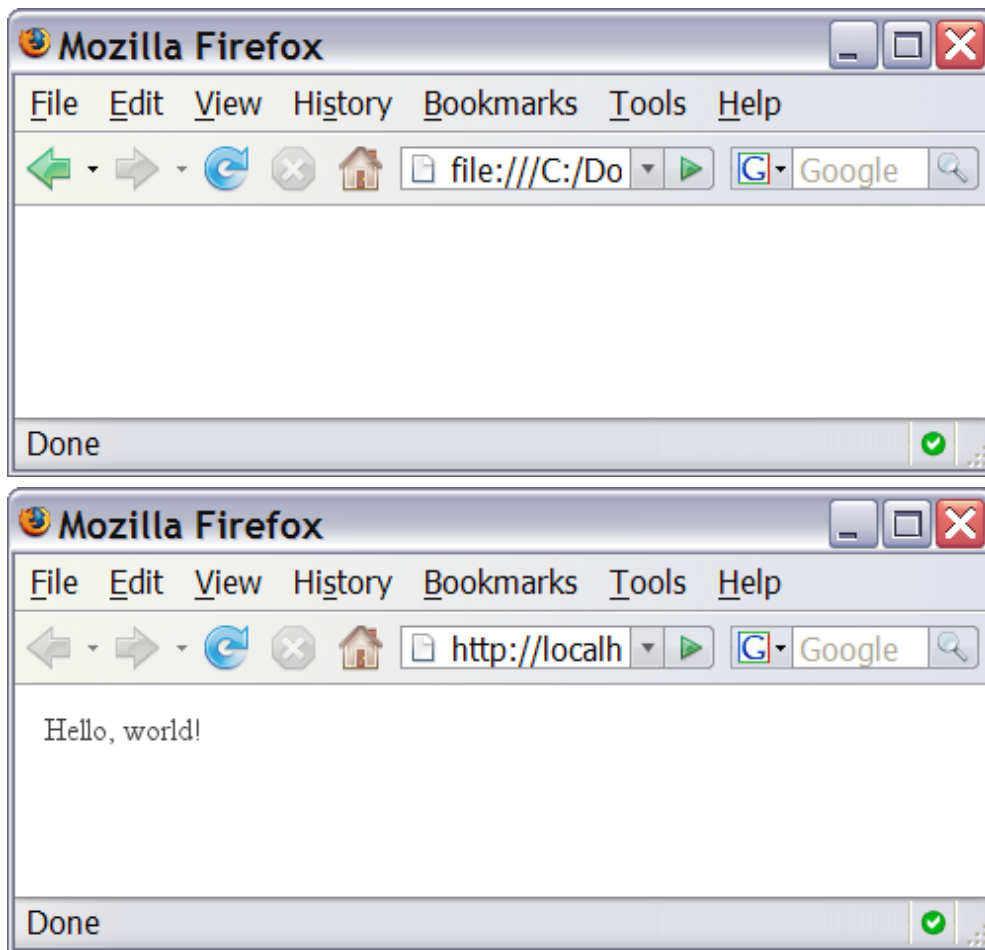 Mozilla Firefox
File Edit View History Bookmarks Tools Help
file:///C:/Do G Google
Done
Mozilla Firefox
File Edit View History Bookmarks Tools Help
http://localh G Google
Hello, world!
Done